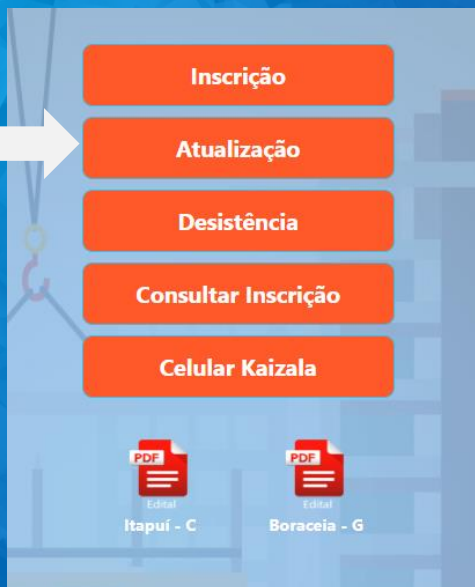 Inscrição
Atualização
Desistência
Consultar Inscrição
Celular Kaizala
PDF PDF
Edital Edital
Itapuí - C Boraceia - G